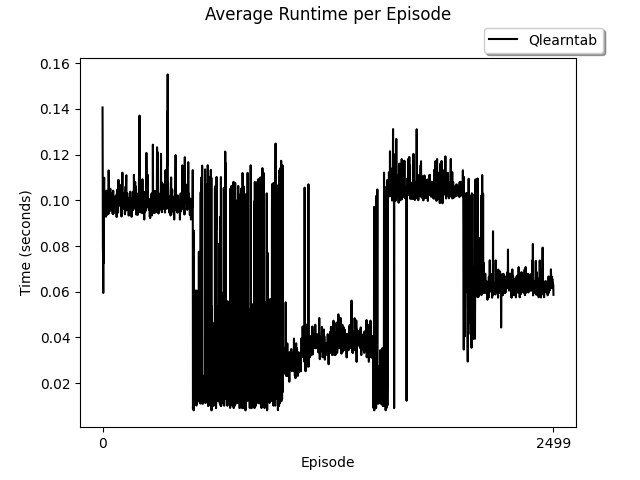 Average Runtime per Episode
Qlearntab
0.16
0.14
0.12
0.10
0.08
0.06
0.04
0.02
Time (seconds)
0
2499
Episode